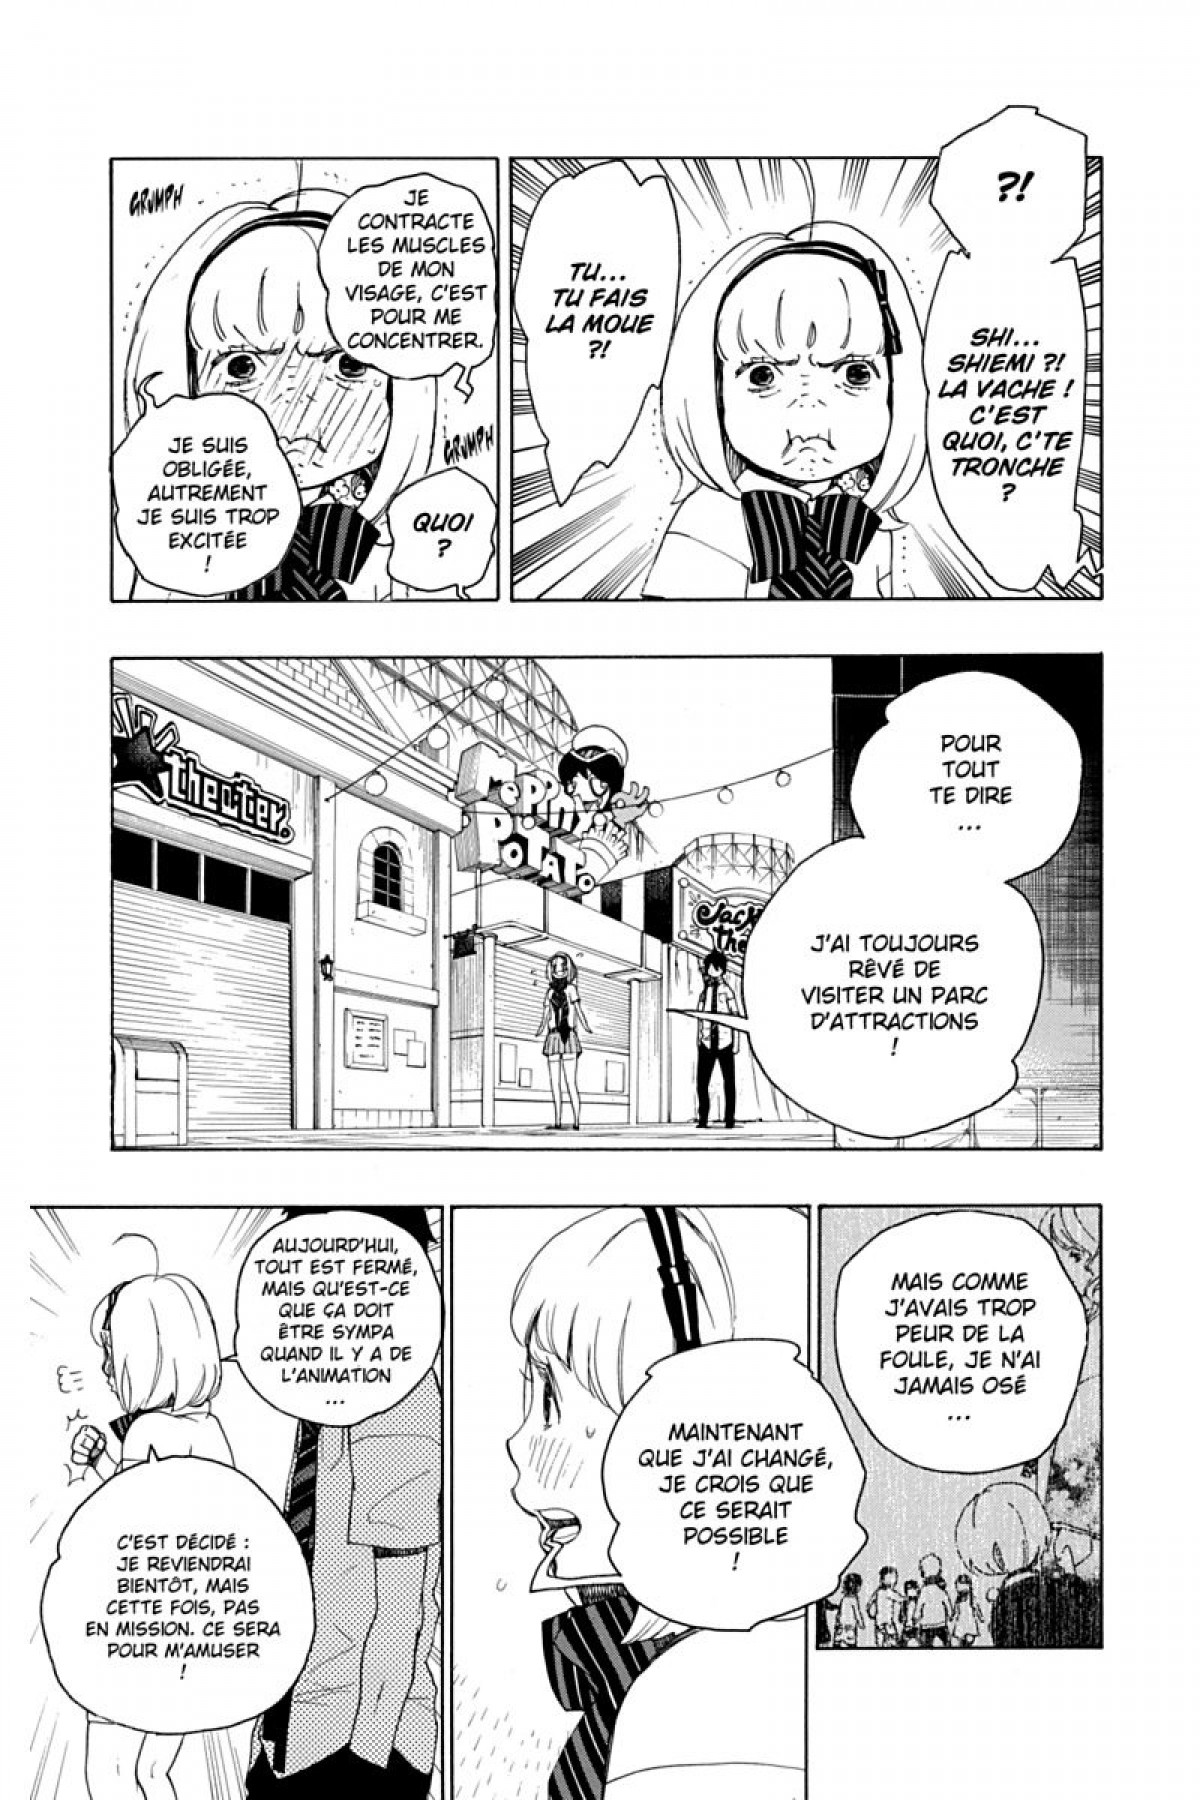 ?!
SHI...
SHIEMI ?!
LA VACHE !
C'EST
QUOI, C'TE
TRONCHE
?
TU...
TU FAIS
LA MOUE
?!
JE
CONTRACTE
LES MUSCLES
DE MON
VISAGE, C'EST
POUR ME
CONCENTRER.
GRUMPH
GRUMPH
QUOI
?
JE SUIS
OBLIGÉE,
AUTREMENT
JE SUIS TROP
EXCITÉE
!
POUR
TOUT
TE DIRE
...
J'AI TOUJOURS
RÊVÉ DE
VISITER UN PARC
D'ATTRACTIONS
!
theater.
POTATO
Jack
the
MAIS COMME
J'AVAIS TROP
PEUR DE LA
FOULE, JE N'AI
JAMAIS OSÉ
...
MAINTENANT
QUE J'AI CHANGÉ,
JE CROIS QUE
CE SERAIT
POSSIBLE
!
AUJOURD'HUI,
TOUT EST FERMÉ,
MAIS QU'EST-CE
QUE ÇA DOIT
ÊTRE SYMPA
QUAND IL Y A DE
L'ANIMATION
...
C'EST DÉCIDÉ :
JE REVIENDRAI
BIENTÔT, MAIS
CETTE FOIS, PAS
EN MISSION. CE SERA
POUR M'AMUSER
!